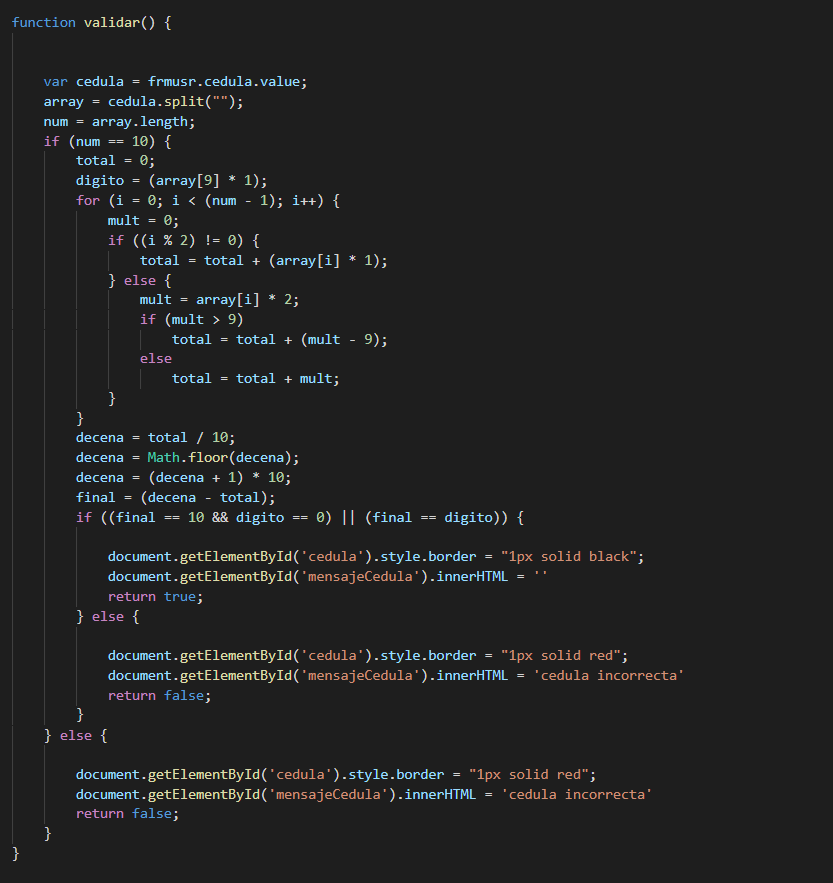 function validar() {
var cedula = frmusr.cedula.value;
array = cedula.split("");
num = array.length;
if (num == 10) {
total = 0;
digito = (array[9] * 1);
for (i = 0; i < (num - 1); i++) {
mult = 0;
if ((i % 2) != 0) {
total = total + (array[i] * 1);
} else {
mult = array[i] * 2;
if (mult > 9)
total = total + (mult - 9);
else
total = total + mult;
}
}
decena = total / 10;
decena = Math.floor(decena);
decena = (decena + 1) * 10;
final = (decena - total);
if ((final == 10 && digito == 0) || (final == digito)) {
document.getElementById('cedula').style.border = "1px solid black";
document.getElementById('mensajeCedula').innerHTML = ''
return true;
} else {
document.getElementById('cedula').style.border = "1px solid red";
document.getElementById('mensajeCedula').innerHTML = 'cedula incorrecta'
return false;
}
} else {
document.getElementById('cedula').style.border = "1px solid red";
document.getElementById('mensajeCedula').innerHTML = 'cedula incorrecta'
return false;
}
}